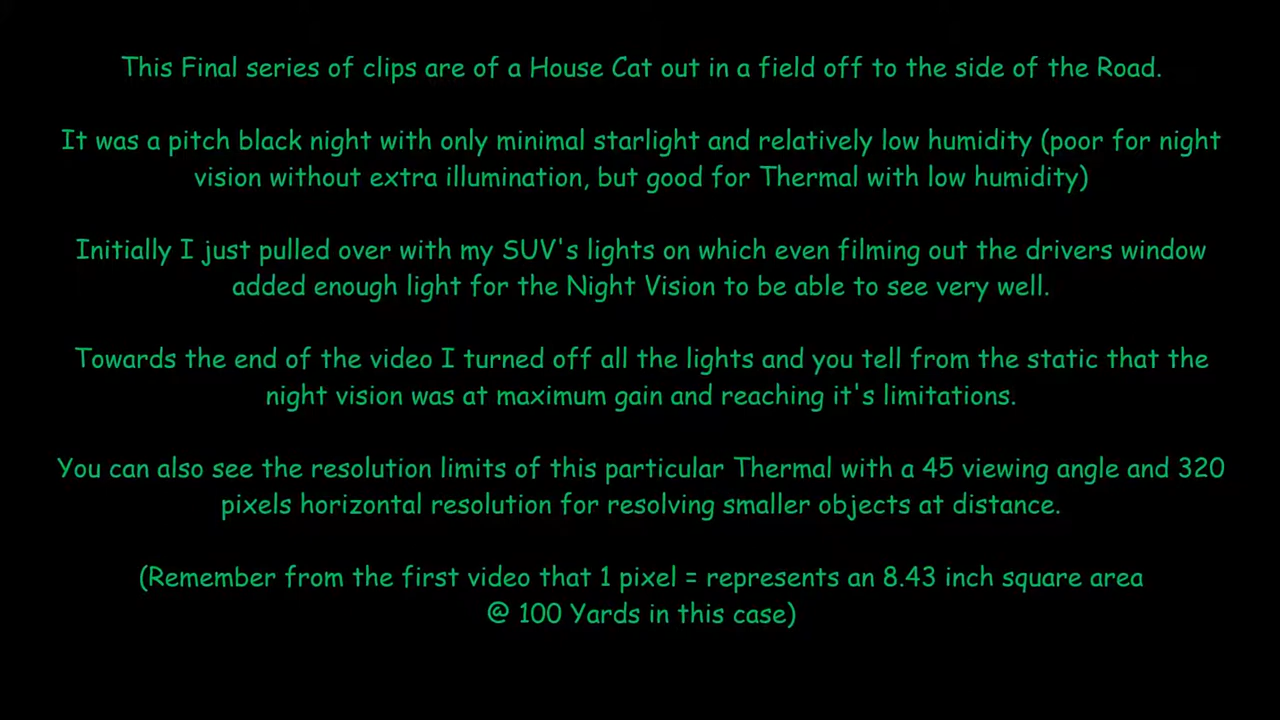 This Final series of clips are of a House Cat out in a field off to the side of the Road.
It was a pitch black night with only minimal starlight and relatively low humidity (poor for night
vision without extra illumination, but good for Thermal with low humidity)
Initially I just pulled over with my SUV's lights on which even filming out the drivers window
added enough light for the Night Vision to be able to see very well.
Towards the end of the video I turned off all the lights and you tell from the static that the
night vision was at maximum gain and reaching it's limitations.
You can also see the resolution limits of this particular Thermal with a 45 viewing angle and 320
pixels horizontal resolution for resolving smaller objects at distance.
(Remember from the first video that 1 pixel = represents an 8.43 inch square area
@ 100 Yards in this case)